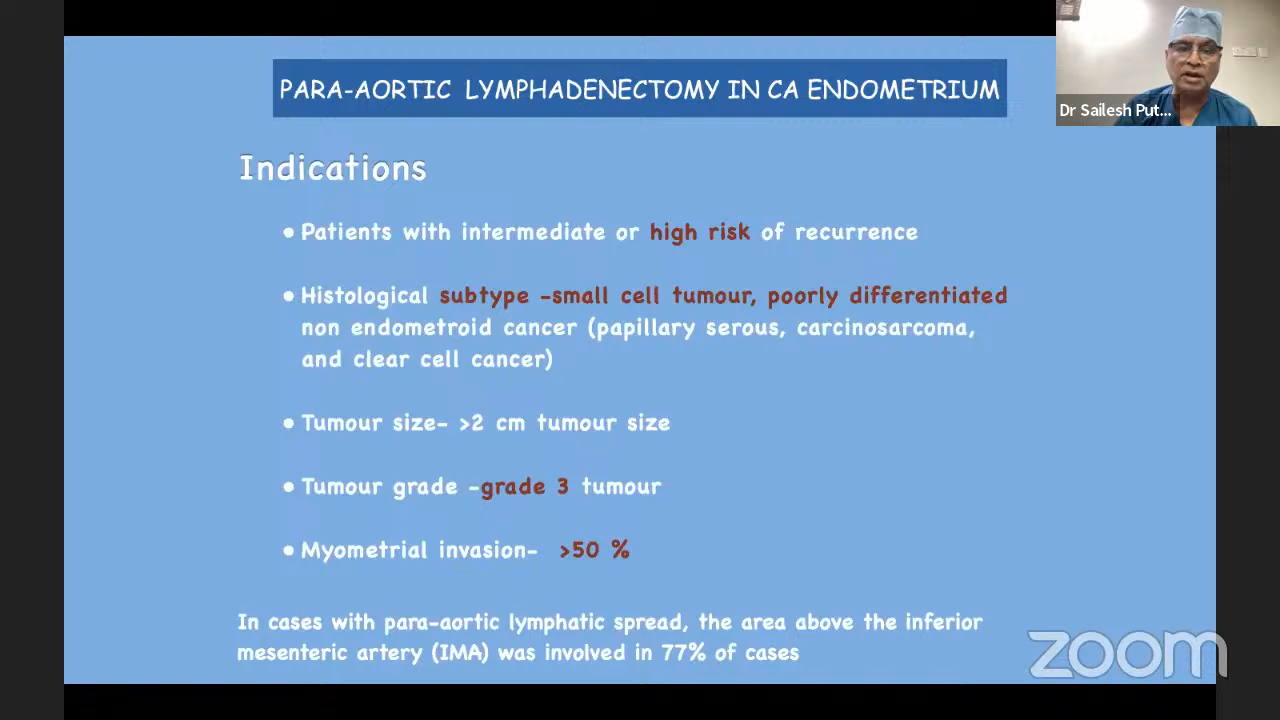 PARA-AORTIC LYMPHADENECTOMY IN CA ENDOMETRIUM
Dr Sailesh Put...
Indications
• Patients with intermediate or high risk of recurrence
• Histological subtype -small cell tumour, poorly differentiated
non endometroid cancer (papillary serous, carcinosarcoma,
and clear cell cancer)
• Tumour size- >2 cm tumour size
• Tumour grade -grade 3 tumour
• Myometrial invasion- >50 %
In cases with para-aortic lymphatic spread, the area above the inferior
mesenteric artery (IMA) was involved in 77% of cases
zoom